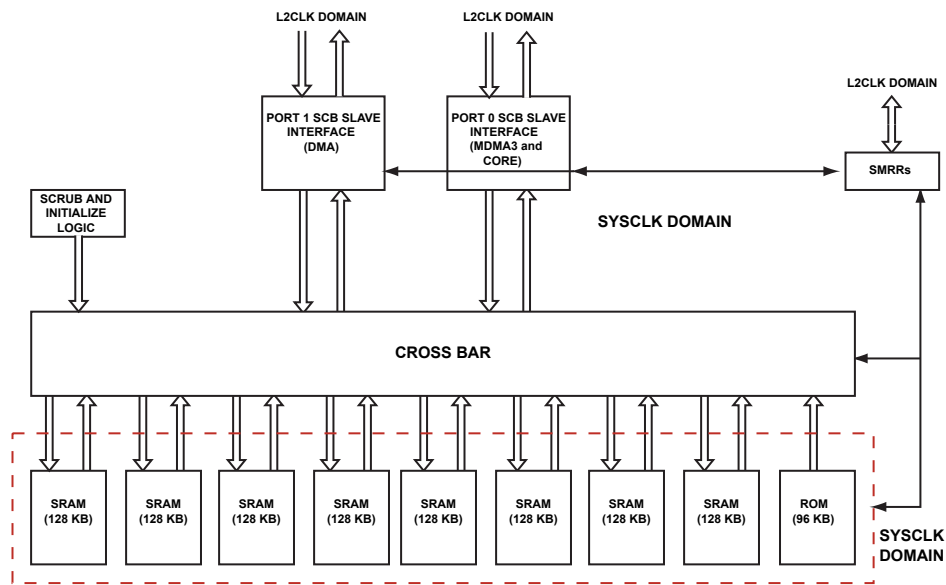 L2CLK DOMAIN
L2CLK DOMAIN
L2CLK DOMAIN
PORT 1 SCB SLAVE
INTERFACE
(DMA)
PORT 0 SCB SLAVE
INTERFACE
(MDMA3 and
CORE)
SMRRs
SCRUB AND
INITIALIZE
LOGIC
SYSCLK DOMAIN
CROSS BAR
SRAM
(128 KB)
SRAM
(128 KB)
SRAM
(128 KB)
SRAM
(128 KB)
SRAM
(128 KB)
SRAM
(128 KB)
SRAM
(128 KB)
SRAM
(128 KB)
ROM
(96 KB)
SYSCLK
DOMAIN